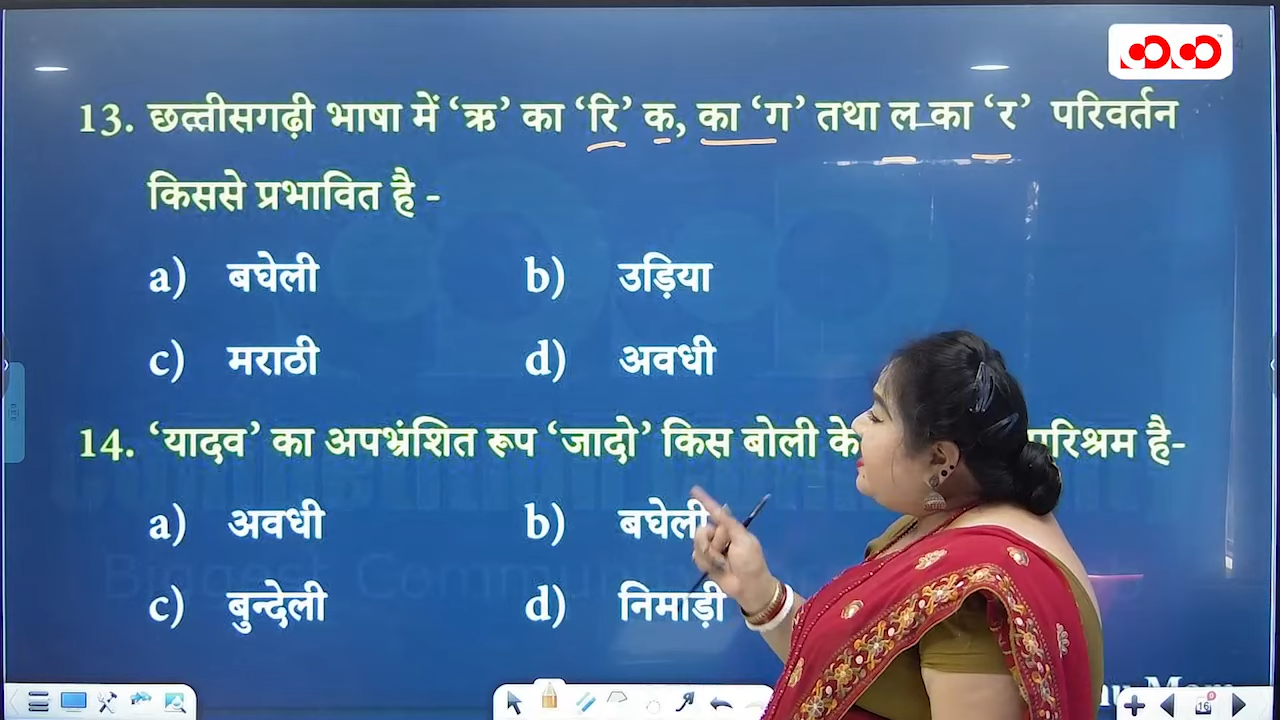 13. छत्तीसगढ़ी भाषा में ‘ऋ’ का ‘रि’ क, का ‘ग’ तथा ल का ‘र’ परिवर्तन
किससे प्रभावित है -
a) बघेली b) उड़िया
c) मराठी d) अवधी
14. ‘यादव’ का अपभ्रंशित रूप ‘जादो’ किस बोली के परिश्रम है-
a) अवधी b) बघेली
c) बुन्देली d) निमाड़ी
16